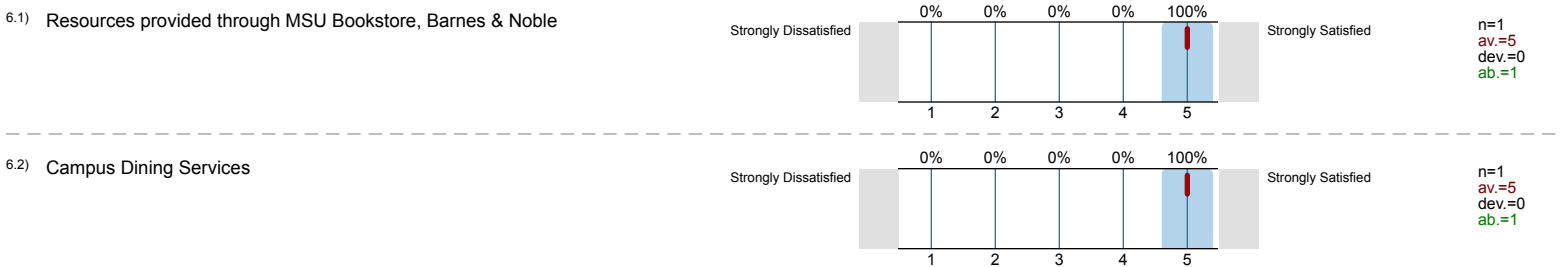 6.1) Resources provided through MSU Bookstore, Barnes & Noble
0% 0% 0% 0% 100%
Strongly Dissatisfied Strongly Satisfied
1 2 3 4 5
n=1
av.=5
dev.=0
ab.=1
6.2) Campus Dining Services
0% 0% 0% 0% 100%
Strongly Dissatisfied Strongly Satisfied
1 2 3 4 5
n=1
av.=5
dev.=0
ab.=1